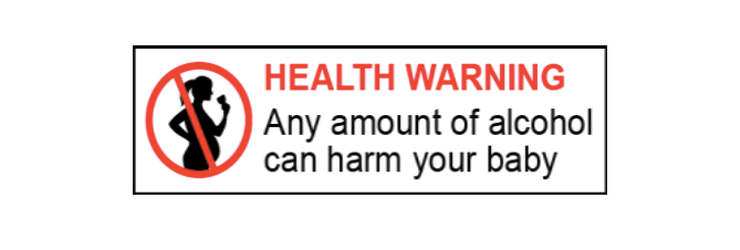 HEALTH WARNING
Any amount of alcohol
can harm your baby